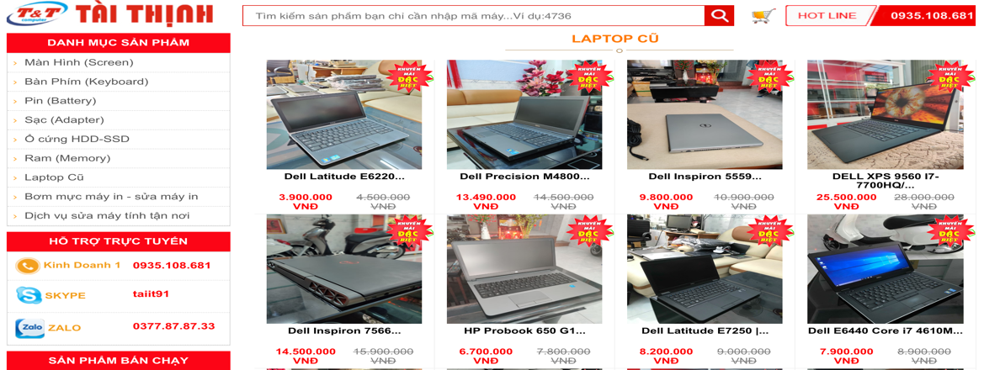 T&T
computer
TÀI THỊNH
Tìm kiếm sản phẩm bạn chỉ cần nhập mã máy...Ví dụ:4736
HOT LINE
0935.108.681
DANH MỤC SẢN PHẨM
> Màn Hình (Screen)
> Bàn Phím (Keyboard)
> Pin (Battery)
> Sạc (Adapter)
> Ổ cứng HDD-SSD
> Ram (Memory)
> Laptop Cũ
> Bơm mực máy in - sửa máy in
> Dịch vụ sửa máy tính tận nơi
HỖ TRỢ TRỰC TUYẾN
Kinh Doanh 1 0935.108.681
SKYPE taiit91
Zalo ZALO 0377.87.87.33
SẢN PHẨM BÁN CHẠY
LAPTOP CŨ
KHUYẾN
MÃI
ĐẶC
BIỆT
Dell Latitude E6220...
3.900.000 VNĐ
4.500.000 VNĐ
KHUYẾN
MÃI
ĐẶC
BIỆT
Dell Precision M4800...
13.490.000 VNĐ
14.500.000 VNĐ
KHUYẾN
MÃI
ĐẶC
BIỆT
Dell Inspiron 5559...
9.800.000 VNĐ
10.900.000 VNĐ
KHUYẾN
MÃI
ĐẶC
BIỆT
DELL XPS 9560 I7-
7700HQ/...
25.500.000 VNĐ
28.000.000 VNĐ
KHUYẾN
MÃI
ĐẶC
BIỆT
Dell Inspiron 7566...
14.500.000 VNĐ
15.900.000 VNĐ
KHUYẾN
MÃI
ĐẶC
BIỆT
HP Probook 650 G1...
6.700.000 VNĐ
7.800.000 VNĐ
KHUYẾN
MÃI
ĐẶC
BIỆT
Dell Latitude E7250 |...
8.200.000 VNĐ
9.000.000 VNĐ
KHUYẾN
MÃI
ĐẶC
BIỆT
Dell E6440 Core i7 4610M...
7.900.000 VNĐ
8.900.000 VNĐ